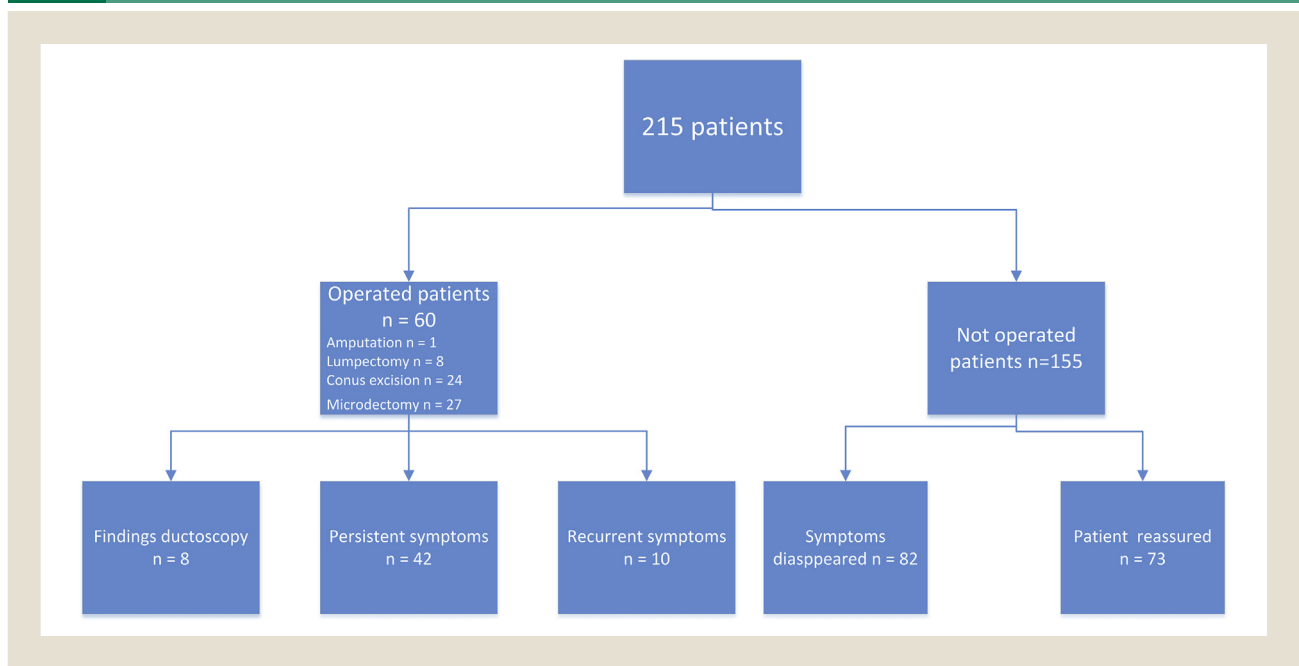 215 patients
Operated patients
n = 60
Amputation n = 1
Lumpectomy n = 8
Conus excision n = 24
Microdectomy n = 27
Not operated
patients n=155
Findings ductoscopy
n = 8
Persistent symptoms
n = 42
Recurrent symptoms
n = 10
Symptoms
diasppeared n = 82
Patient reassured
n = 73